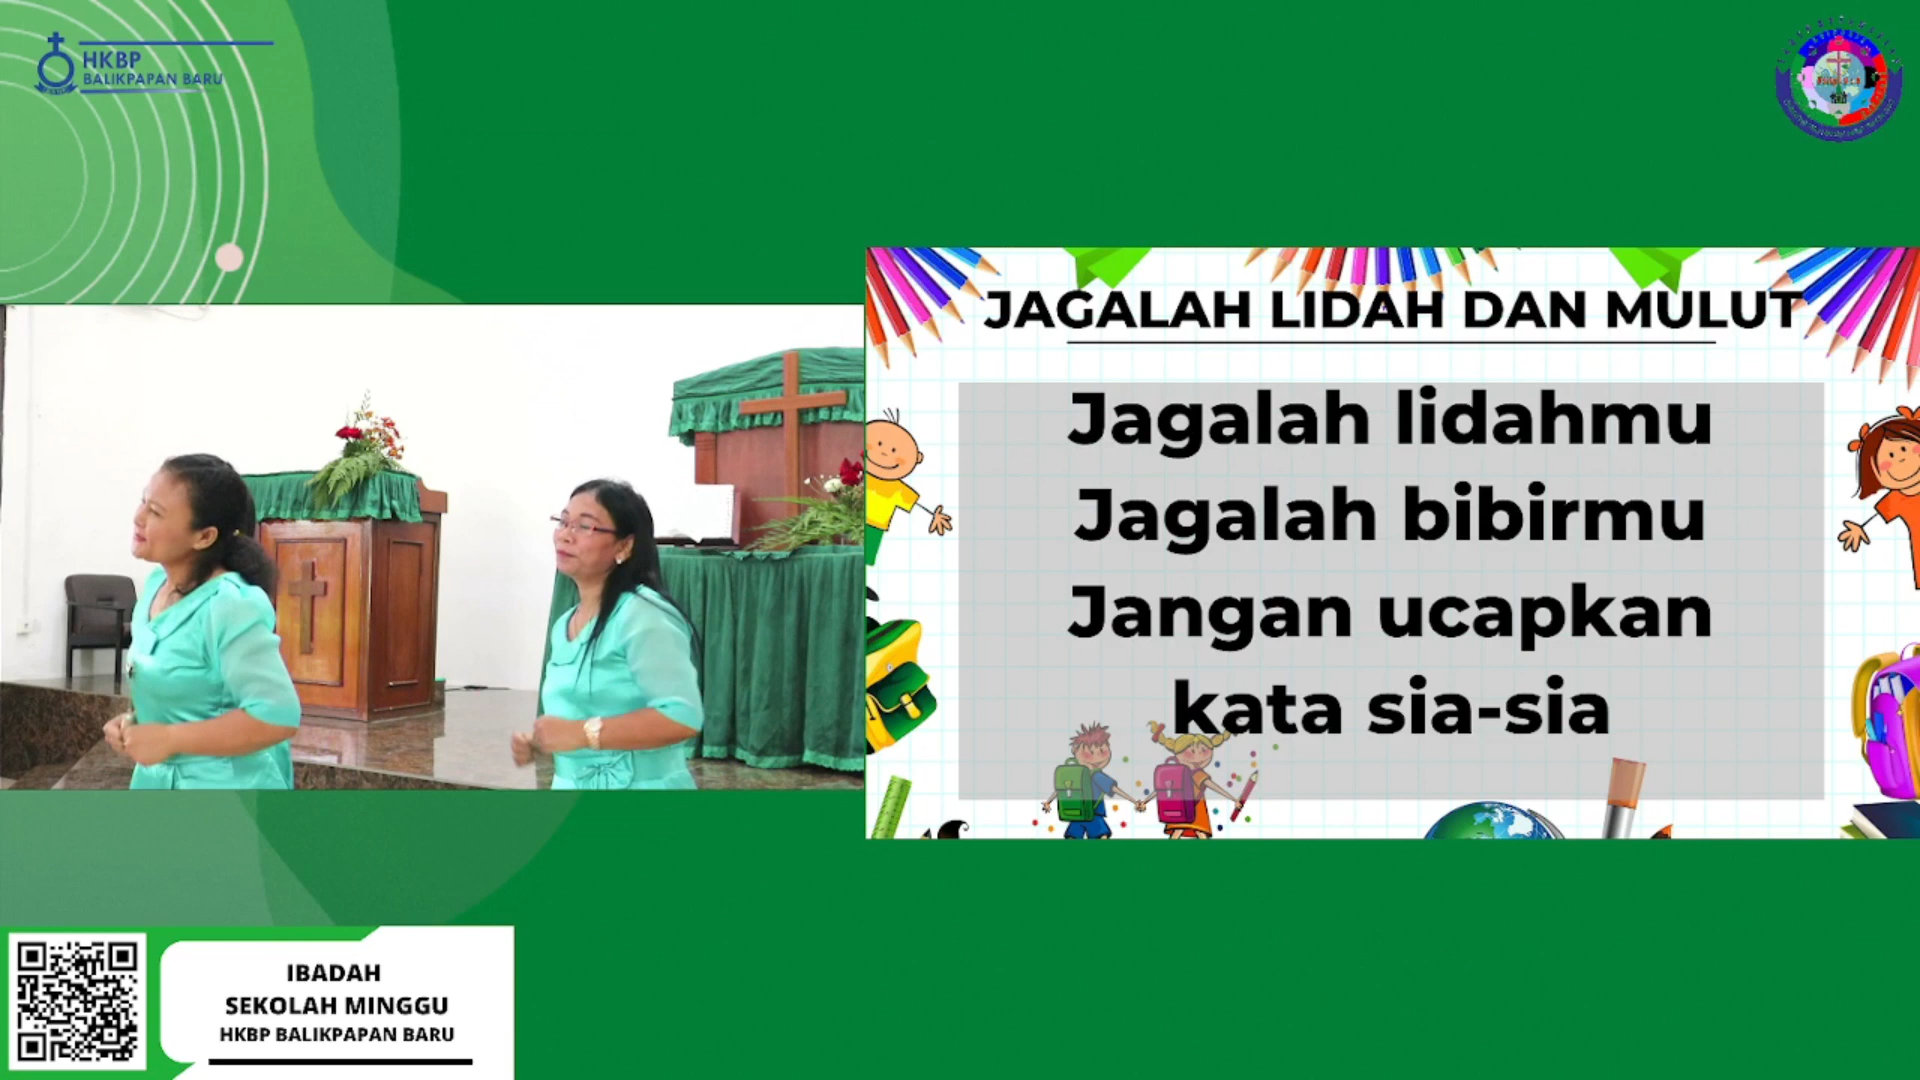 HKBP
BALIKPAPAN BARU
JAGALAH LIDAH DAN MULUT
Jagalah lidahmu
Jagalah bibirmu
Jangan ucapkan
kata sia-sia
IBADAH
SEKOLAH MINGGU
HKBP BALIKPAPAN BARU